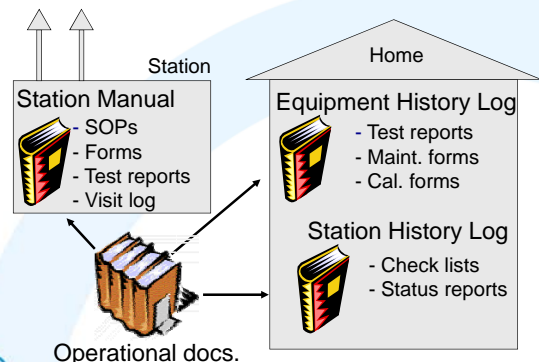 Station
Station Manual
- SOPs
- Forms
- Test reports
- Visit log
Home
Equipment History Log
- Test reports
- Maint. forms
- Cal. forms
Station History Log
- Check lists
- Status reports
Operational docs.